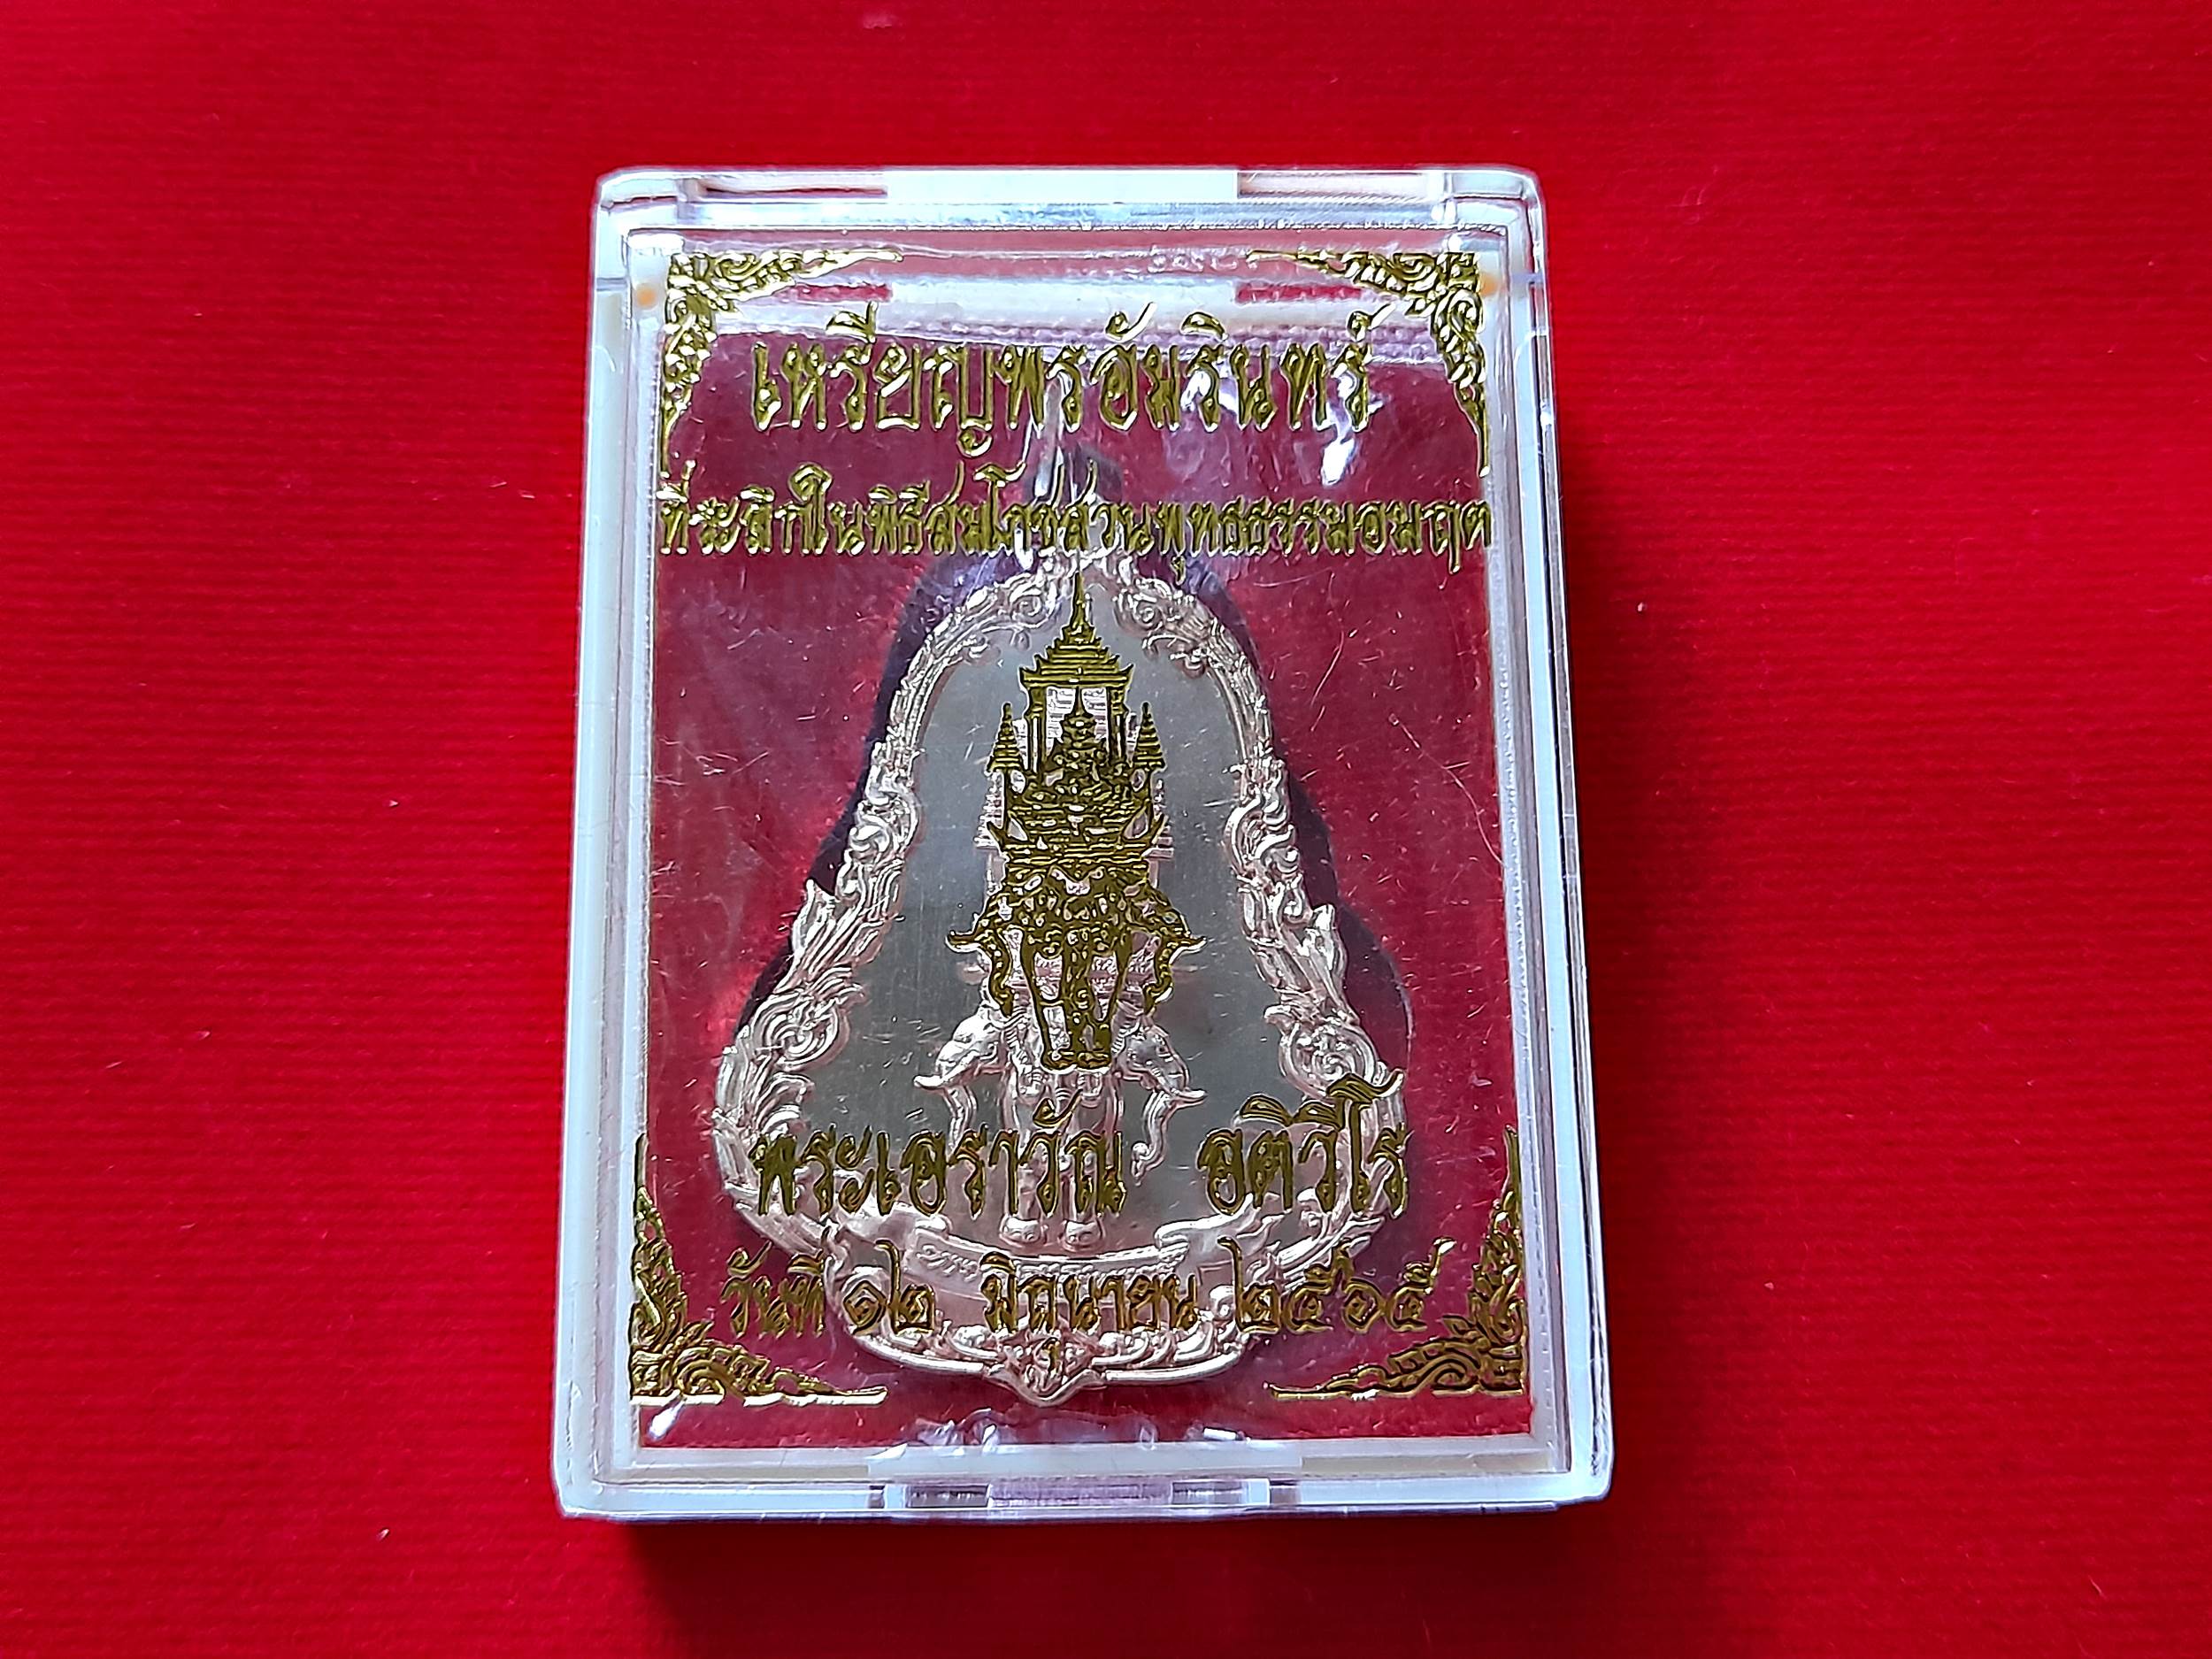 เหรียญพรอัมรินทร์
ที่ระลึกในพิธีสมโภชสวนพุทธธรรมอมฤต
พระเอราวัณ อติวีโร
วันที่ ๑๒ มิถุนายน ๒๕๖๕